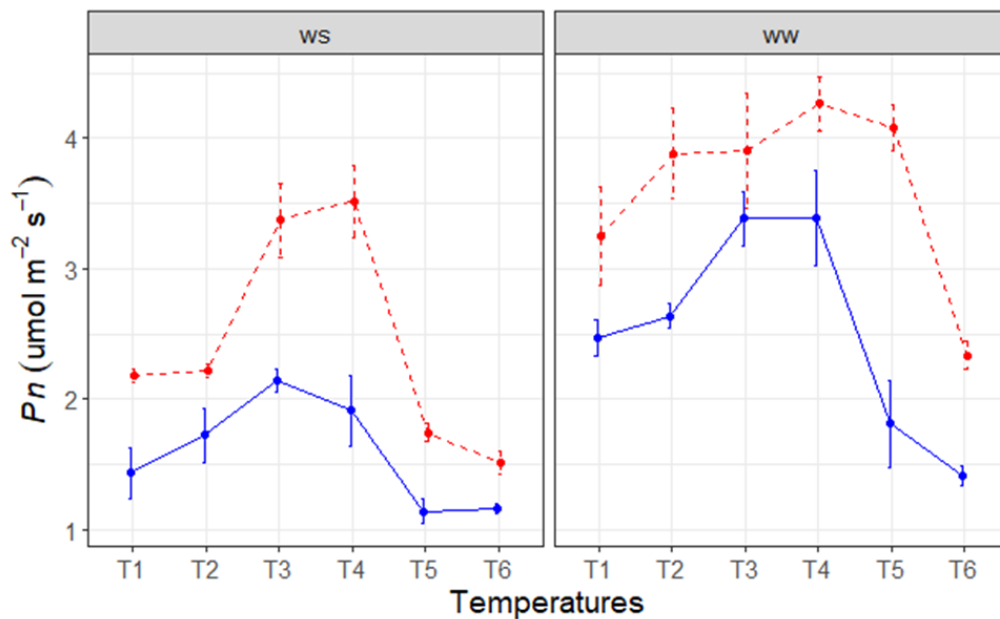 ws ww
4
3
2
1
Pn (umol m⁻² s⁻¹)
T1 T2 T3 T4 T5 T6 T1 T2 T3 T4 T5 T6
Temperatures